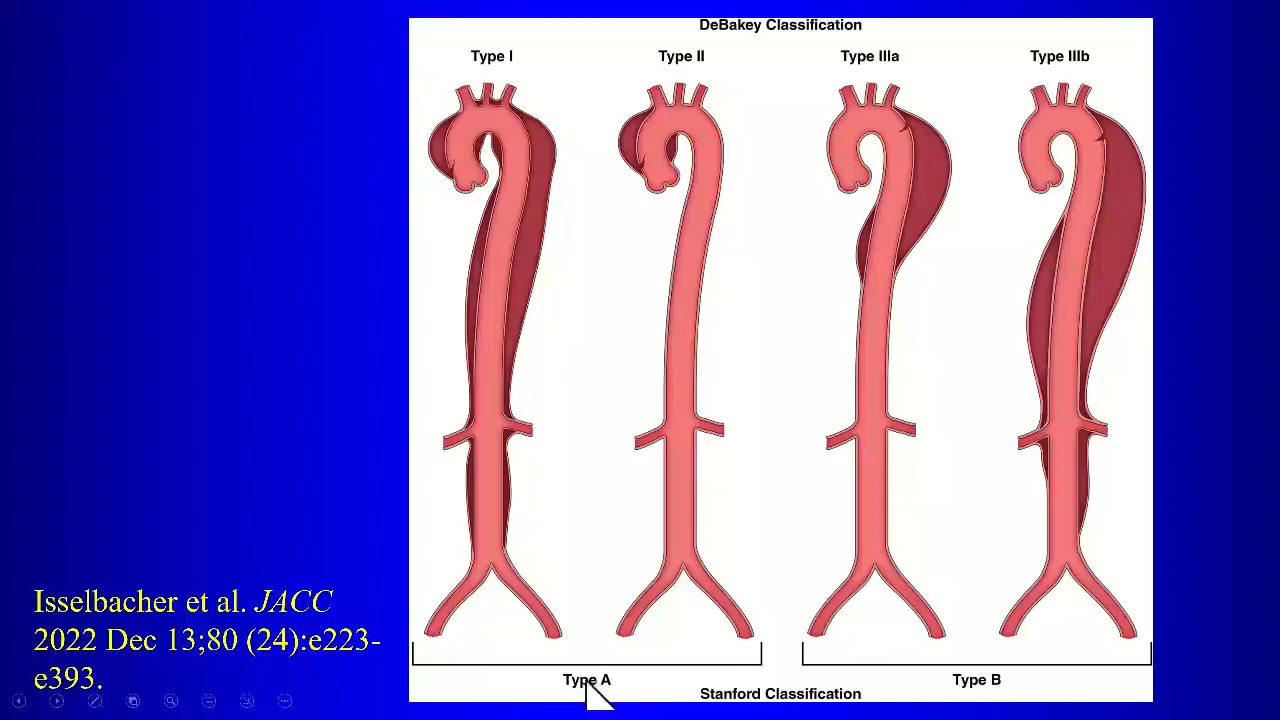 DeBakey Classification
Type I
Type II
Type IIIa
Type IIIb
Isselbacher et al. JACC
2022 Dec 13;80 (24):e223-
e393.
Type A
Type B
Stanford Classification